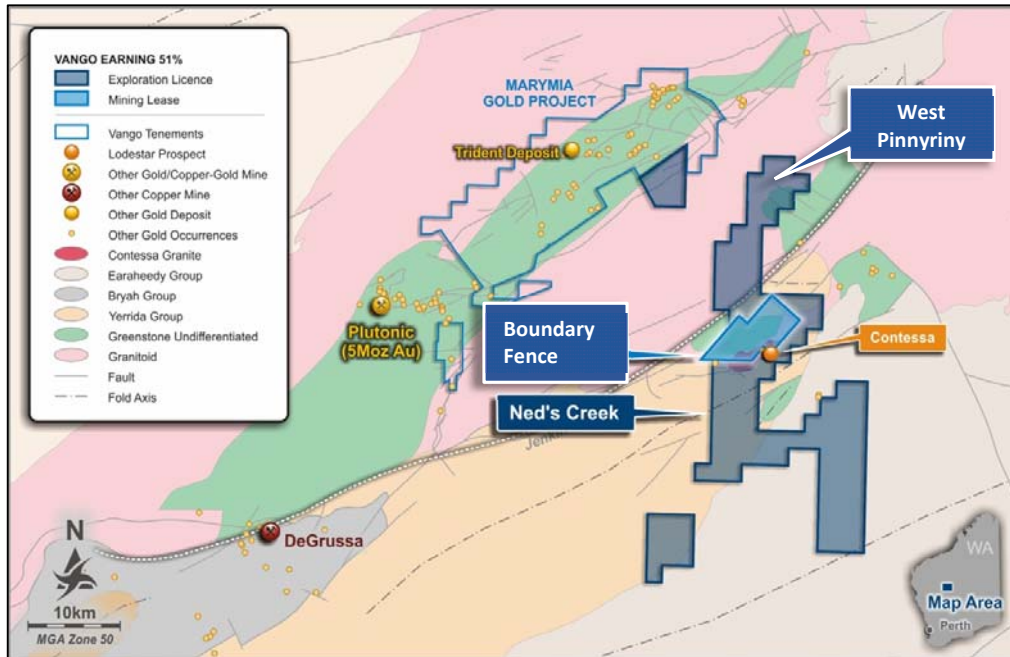 VANGO EARNING 51%
Exploration Licence
Mining Lease
Vango Tenements
Lodestar Prospect
Other Gold/Copper-Gold Mine
Other Copper Mine
Other Gold Deposit
Other Gold Occurrences
Contessa Granite
Earaheedy Group
Bryah Group
Yerrida Group
Greenstone Undifferentiated
Granitoid
Fault
Fold Axis
MARYMIA
GOLD PROJECT
Trident Deposit
West
Pinnyriny
Plutonic
(5Moz Au)
Boundary
Fence
Contessa
Ned's Creek
DeGrussa
N
10km
MGA Zone 50
WA
Map Area
Perth